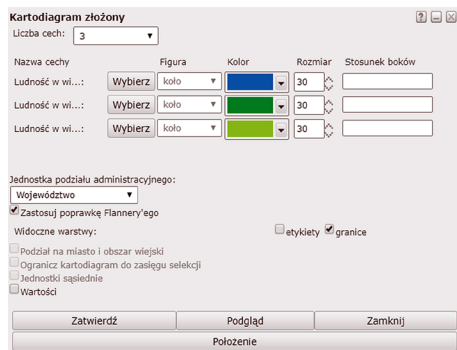 Kartodiagram złożony
Liczba cech: 3
Nazwa cechy Figura Kolor Rozmiar Stosunek boków
Ludność w wi...: Wybierz koło 30
Ludność w wi...: Wybierz koło 30
Ludność w wi...: Wybierz koło 30
Jednostka podziału administracyjnego:
Województwo
Zastosuj poprawkę Flannery'ego
Widoczne warstwy: etykiety granice
Podział na miasto i obszar wiejski
Ogranicz kartodiagram do zasięgu selekcji
Jednostki sąsiednie
Wartości
Zatwierdź Podgląd Zamknij
Położenie